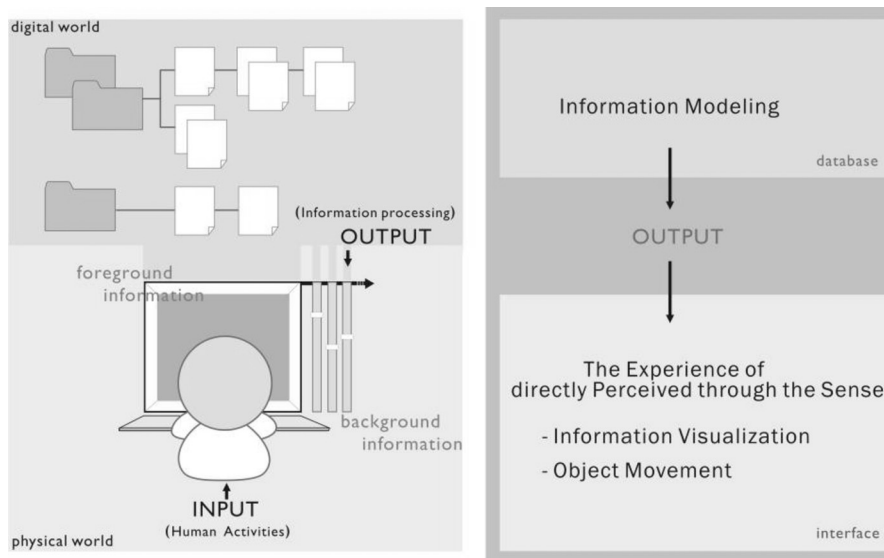 digital world
(Information processing)
OUTPUT
foreground
information
background
information
INPUT
(Human Activities)
physical world
Information Modeling
database
OUTPUT
The Experience of
directly Perceived through the Sense
- Information Visualization
- Object Movement
interface